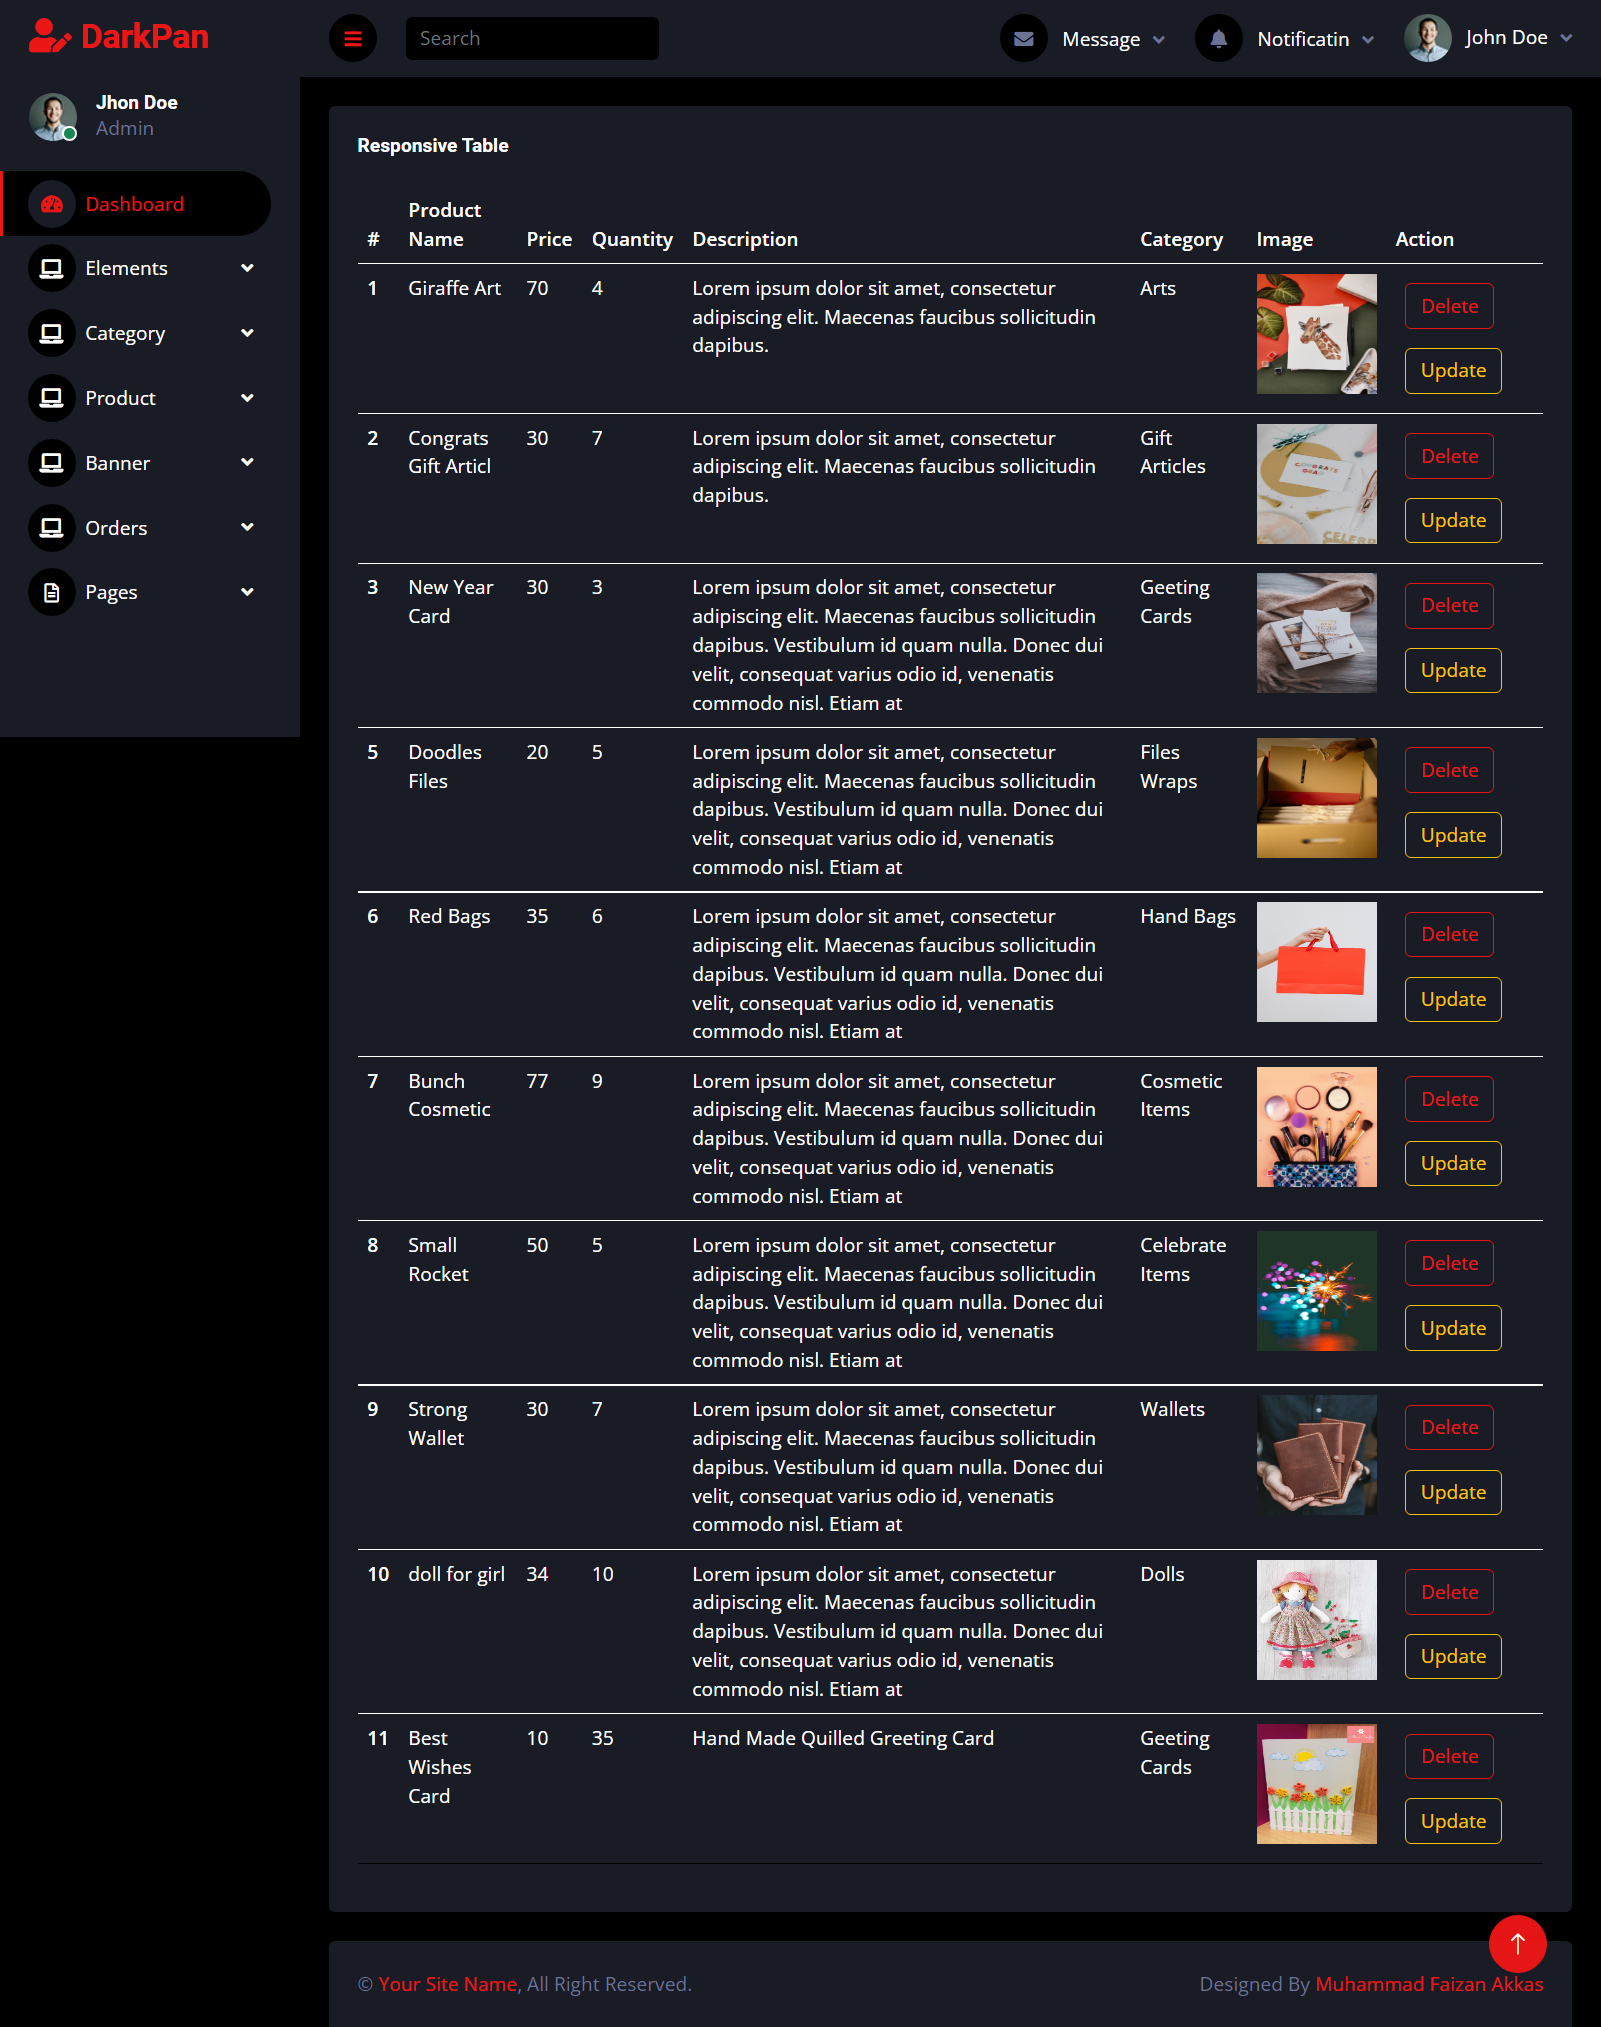 DarkPan
Search
Message
Notificatin
John Doe
Jhon Doe
Admin
Dashboard
Elements
Category
Product
Banner
Orders
Pages
Responsive Table
# Product Name Price Quantity Description Category Image Action
1 Giraffe Art 70 4 Lorem ipsum dolor sit amet, consectetur Arts
adipiscing elit. Maecenas faucibus sollicitudin
dapibus.
Delete
Update
2 Congrats 30 7 Lorem ipsum dolor sit amet, consectetur Gift
Gift Articl adipiscing elit. Maecenas faucibus sollicitudin Articles
dapibus.
CONGRATS
GRAD
CELEBR
Delete
Update
3 New Year 30 3 Lorem ipsum dolor sit amet, consectetur Geeting
Card adipiscing elit. Maecenas faucibus sollicitudin Cards
dapibus. Vestibulum id quam nulla. Donec dui
velit, consequat varius odio id, venenatis
commodo nisl. Etiam at
Delete
Update
5 Doodles 20 5 Lorem ipsum dolor sit amet, consectetur Files
Files adipiscing elit. Maecenas faucibus sollicitudin Wraps
dapibus. Vestibulum id quam nulla. Donec dui
velit, consequat varius odio id, venenatis
commodo nisl. Etiam at
Delete
Update
6 Red Bags 35 6 Lorem ipsum dolor sit amet, consectetur Hand Bags
adipiscing elit. Maecenas faucibus sollicitudin
dapibus. Vestibulum id quam nulla. Donec dui
velit, consequat varius odio id, venenatis
commodo nisl. Etiam at
Delete
Update
7 Bunch 77 9 Lorem ipsum dolor sit amet, consectetur Cosmetic
Cosmetic adipiscing elit. Maecenas faucibus sollicitudin Items
dapibus. Vestibulum id quam nulla. Donec dui
velit, consequat varius odio id, venenatis
commodo nisl. Etiam at
Delete
Update
8 Small 50 5 Lorem ipsum dolor sit amet, consectetur Celebrate
Rocket adipiscing elit. Maecenas faucibus sollicitudin Items
dapibus. Vestibulum id quam nulla. Donec dui
velit, consequat varius odio id, venenatis
commodo nisl. Etiam at
Delete
Update
9 Strong 30 7 Lorem ipsum dolor sit amet, consectetur Wallets
Wallet adipiscing elit. Maecenas faucibus sollicitudin
dapibus. Vestibulum id quam nulla. Donec dui
velit, consequat varius odio id, venenatis
commodo nisl. Etiam at
Delete
Update
10 doll for girl 34 10 Lorem ipsum dolor sit amet, consectetur Dolls
adipiscing elit. Maecenas faucibus sollicitudin
dapibus. Vestibulum id quam nulla. Donec dui
velit, consequat varius odio id, venenatis
commodo nisl. Etiam at
Delete
Update
11 Best 10 35 Hand Made Quilled Greeting Card Geeting
Wishes Cards
Card
Delete
Update
© Your Site Name, All Right Reserved.
Designed By Muhammad Faizan Akkas